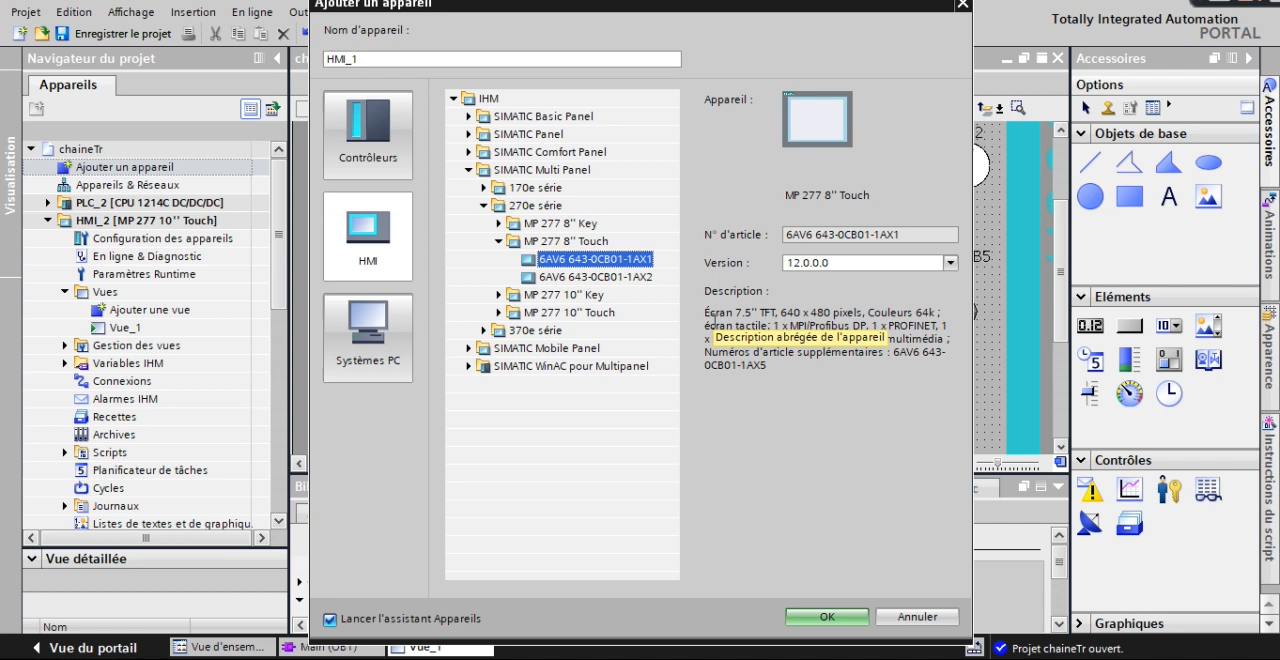 Ajouter un appareil
Projet Edition Affichage Insertion En ligne Out
Totally Integrated Automation
PORTAL
Enregistrer le projet
Nom d'appareil :
HMI_1
Navigateur du projet
Appareils
Visualisation
chaineTr
Ajouter un appareil
Appareils & Réseaux
PLC_2 [CPU 1214C DC/DC/DC]
HMI_2 [MP 277 10'' Touch]
Configuration des appareils
En ligne & Diagnostic
Paramètres Runtime
Vues
Ajouter une vue
Vue_1
Gestion des vues
Variables IHM
Connexions
Alarmes IHM
Recettes
Archives
Scripts
Planificateur de tâches
Cycles
Journaux
Listes de textes et de graphiqu.
Vue détaillée
Nom
Contrôleurs
HMI
Systèmes PC
IHM
SIMATIC Basic Panel
SIMATIC Panel
SIMATIC Comfort Panel
SIMATIC Multi Panel
170e série
270e série
MP 277 8'' Key
MP 277 8'' Touch
6AV6 643-0CB01-1AX1
6AV6 643-0CB01-1AX2
MP 277 10'' Key
MP 277 10'' Touch
370e série
SIMATIC Mobile Panel
SIMATIC WinAC pour Multipanel
Appareil :
MP 277 8'' Touch
N° d'article : 6AV6 643-0CB01-1AX1
Version : 12.0.0.0
Description :
Écran 7.5'' TFT, 640 x 480 pixels, Couleurs 64k ;
écran tactile; 1 x MPI/Profibus DP, 1 x PROFINET, 1
x Description abrégée de l'appareil multimédia ;
Numéros d'article supplémentaires : 6AV6 643-
0CB01-1AX5
Lancer l'assistant Appareils
OK Annuler
Accessoires
Options
Objets de base
A
Eléments
Contrôles
Graphiques
Accessoires
Animations
Apparence
Instructions du script
Vue du portail
Vue d'ensem...
Main (OB1)
Vue_1
Projet chaineTr ouvert.